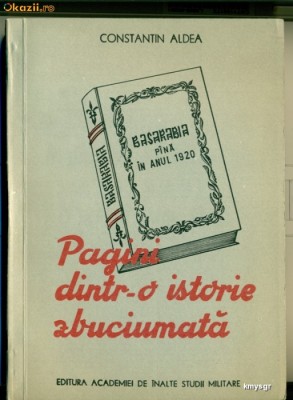 Okazii.ro
CONSTANTIN ALDEA
BASARABIA
PÎNĂ
ÎN ANUL 1920
BASARABIA
Pagini
dintr-o istorie
zbuciumată
EDITURA ACADEMIEI DE ÎNALTE STUDII MILITARE
kmysgr